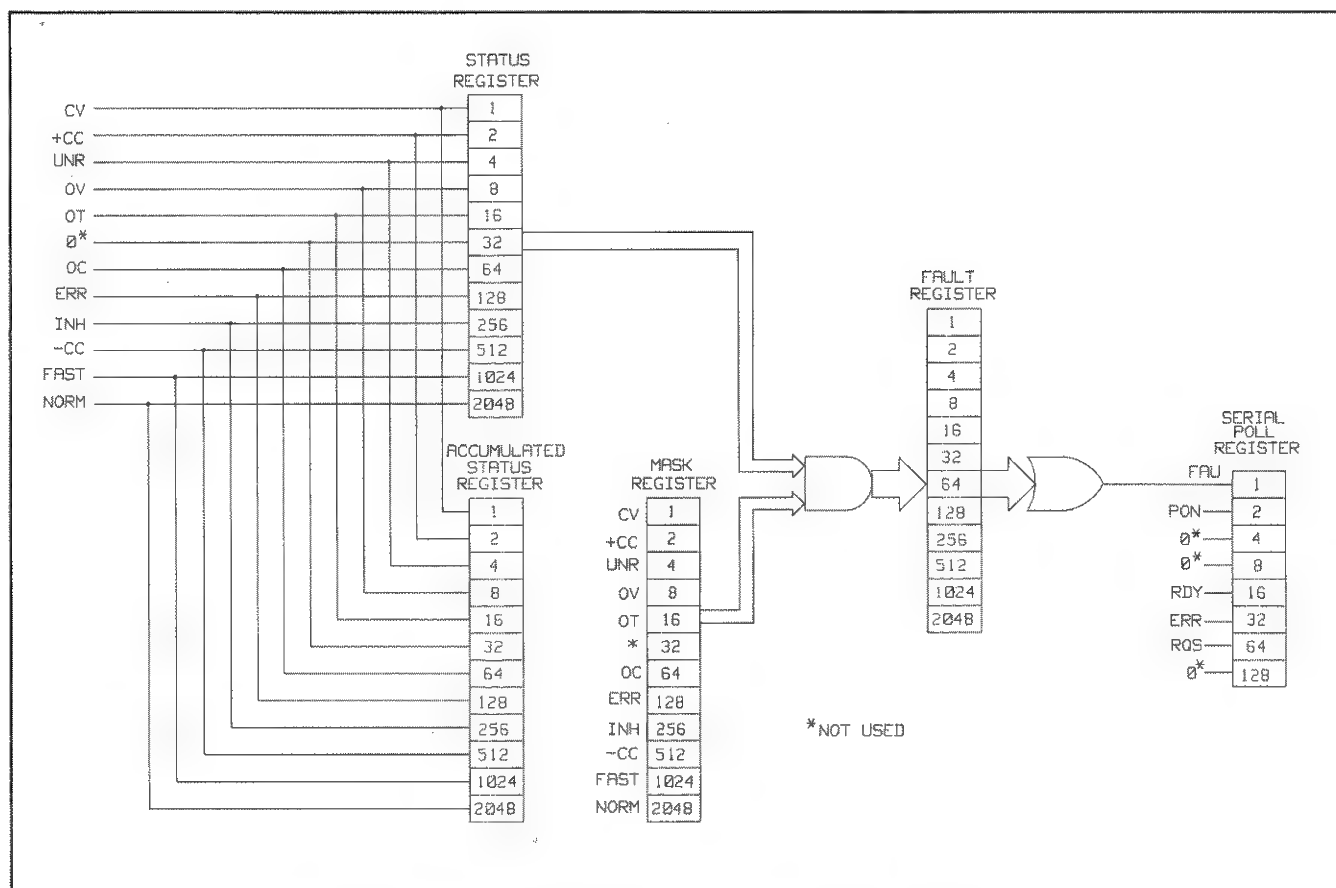 STATUS
REGISTER
CV 1
+CC 2
UNR 4
OV 8
OT 16
0* 32
OC 64
ERR 128
INH 256
-CC 512
FAST 1024
NORM 2048
ACCUMULATED
STATUS
REGISTER
1
2
4
8
16
32
64
128
256
512
1024
2048
MASK
REGISTER
CV 1
+CC 2
UNR 4
OV 8
OT 16
* 32
OC 64
ERR 128
INH 256
-CC 512
FAST 1024
NORM 2048
FAULT
REGISTER
1
2
4
8
16
32
64
128
256
512
1024
2048
SERIAL
POLL
REGISTER
FAU 1
PON 2
0* 4
0* 8
RDY 16
ERR 32
RQS 64
0* 128
*NOT USED